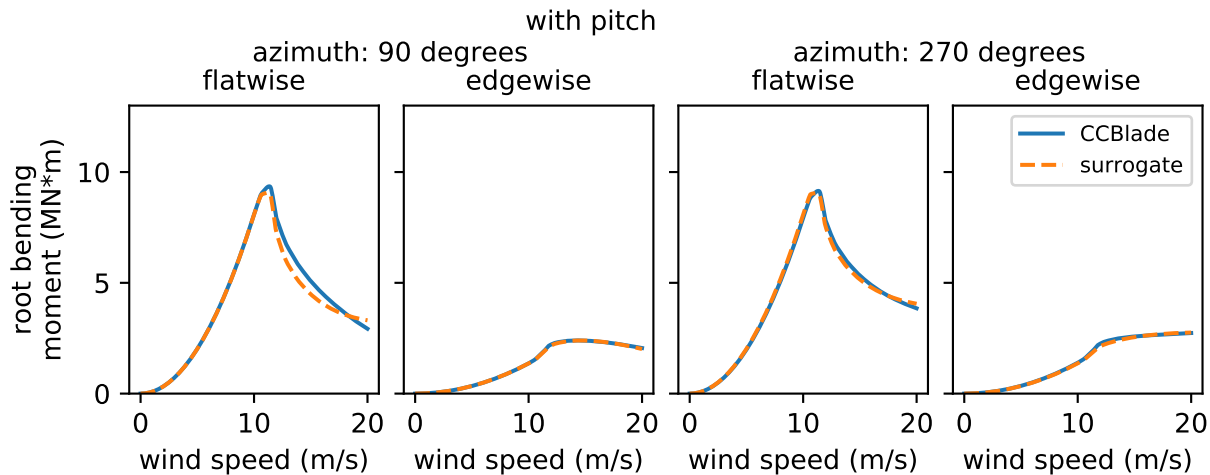 with pitch
azimuth: 90 degrees
azimuth: 270 degrees
flatwise
edgewise
flatwise
edgewise
CCBlade
surrogate
root bending
moment (MN*m)
10
5
0
0 10 20
0 10 20
0 10 20
0 10 20
wind speed (m/s)
wind speed (m/s)
wind speed (m/s)
wind speed (m/s)